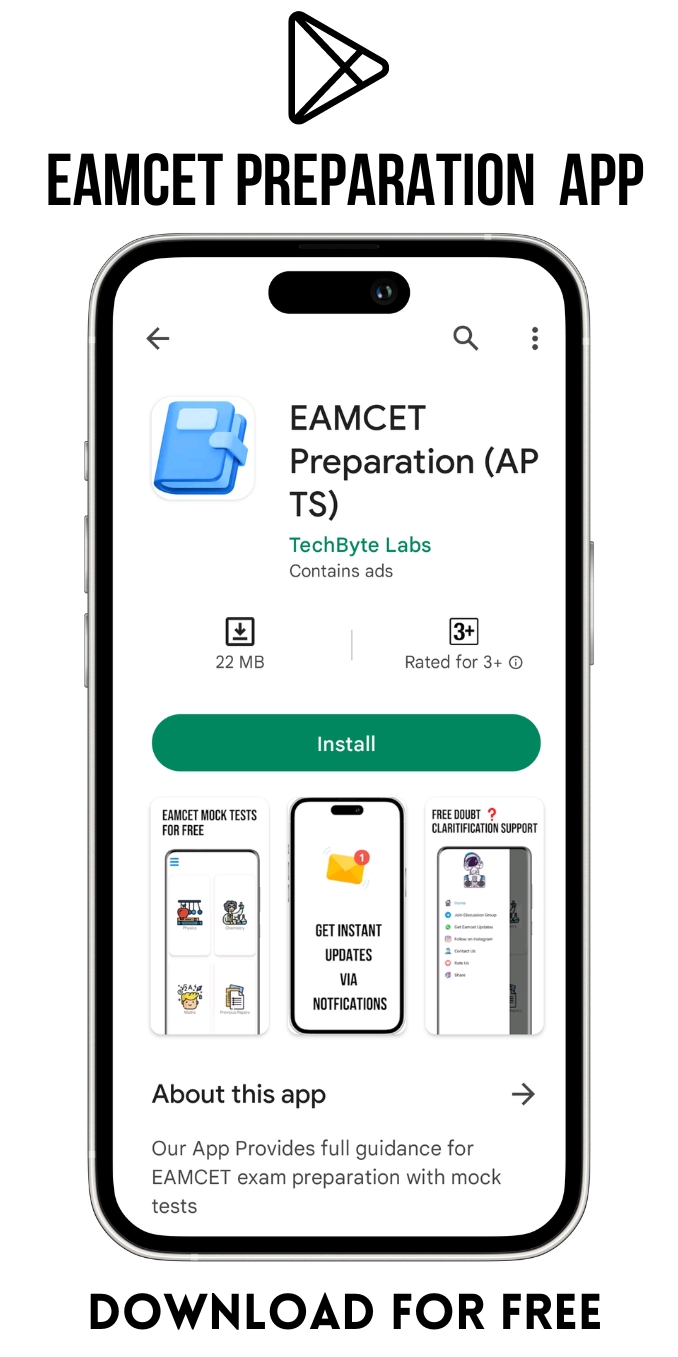 EAMCET PREPARATION APP
EAMCET
Preparation (AP
TS)
TechByte Labs
Contains ads
22 MB
3+
Rated for 3+
Install
EAMCET MOCK TESTS
FOR FREE
Physics
Chemistry
Maths
Previous Papers
1
GET INSTANT
UPDATES
VIA
NOTFICATIONS
FREE DOUBT ❓
CLARITIFICATION SUPPORT
Home
Join Discussion Group
Get Eamcet Updates
Follow on Instagram
Contact Us
Rate Us
Share
About this app
Our App Provides full guidance for
EAMCET exam preparation with mock
tests
DOWNLOAD FOR FREE